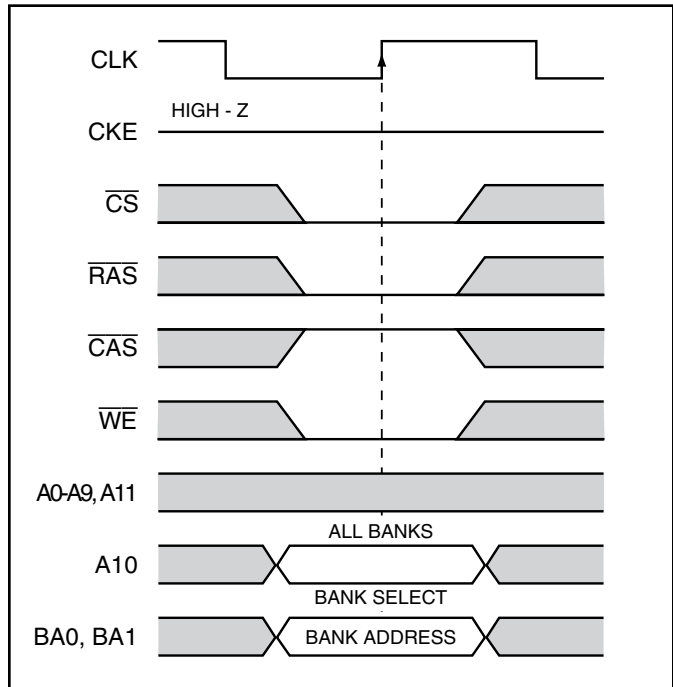 CLK
HIGH - Z
CKE
CS
RAS
CAS
WE
A0-A9, A11
ALL BANKS
A10
BANK SELECT
BA0, BA1
BANK ADDRESS